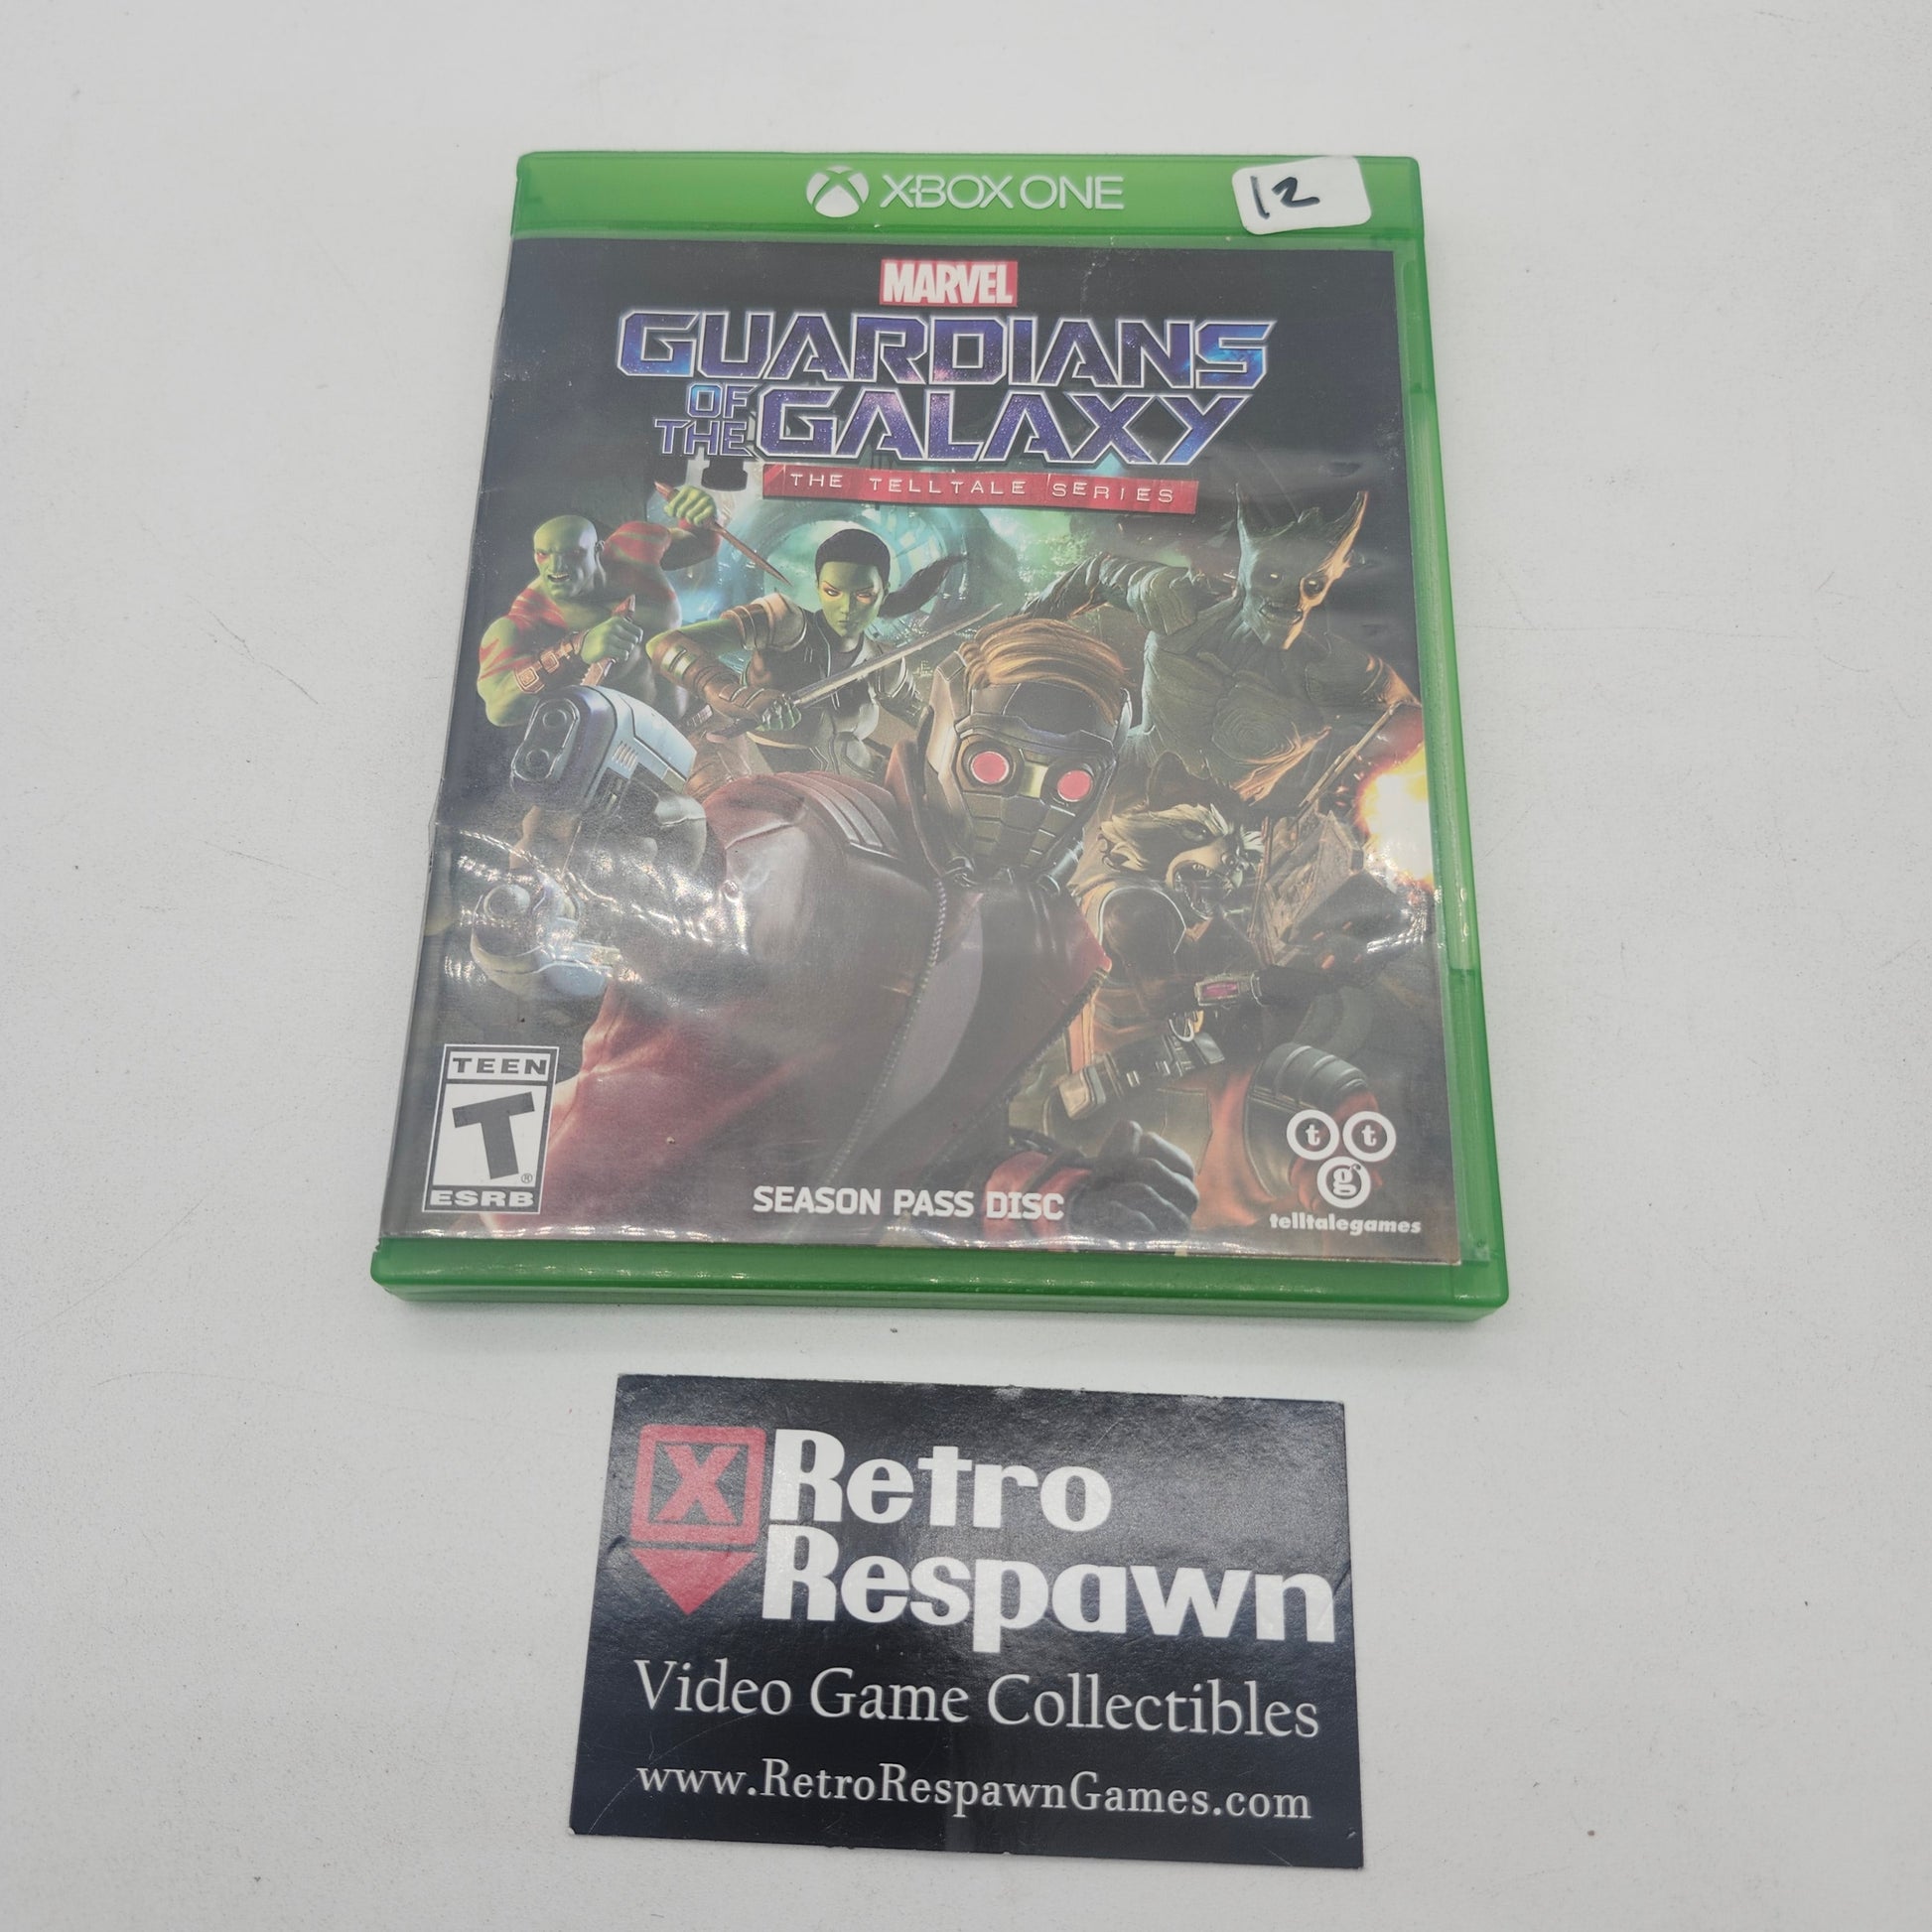 XBOX ONE
12
MARVEL
GUARDIANS
OF THE GALAXY
THE TELLTALE SERIES
TEEN
T
®
ESRB
SEASON PASS DISC
t t
g
telltalegames
X
Retro
Respawn
Video Game Collectibles
www.RetroRespawnGames.com